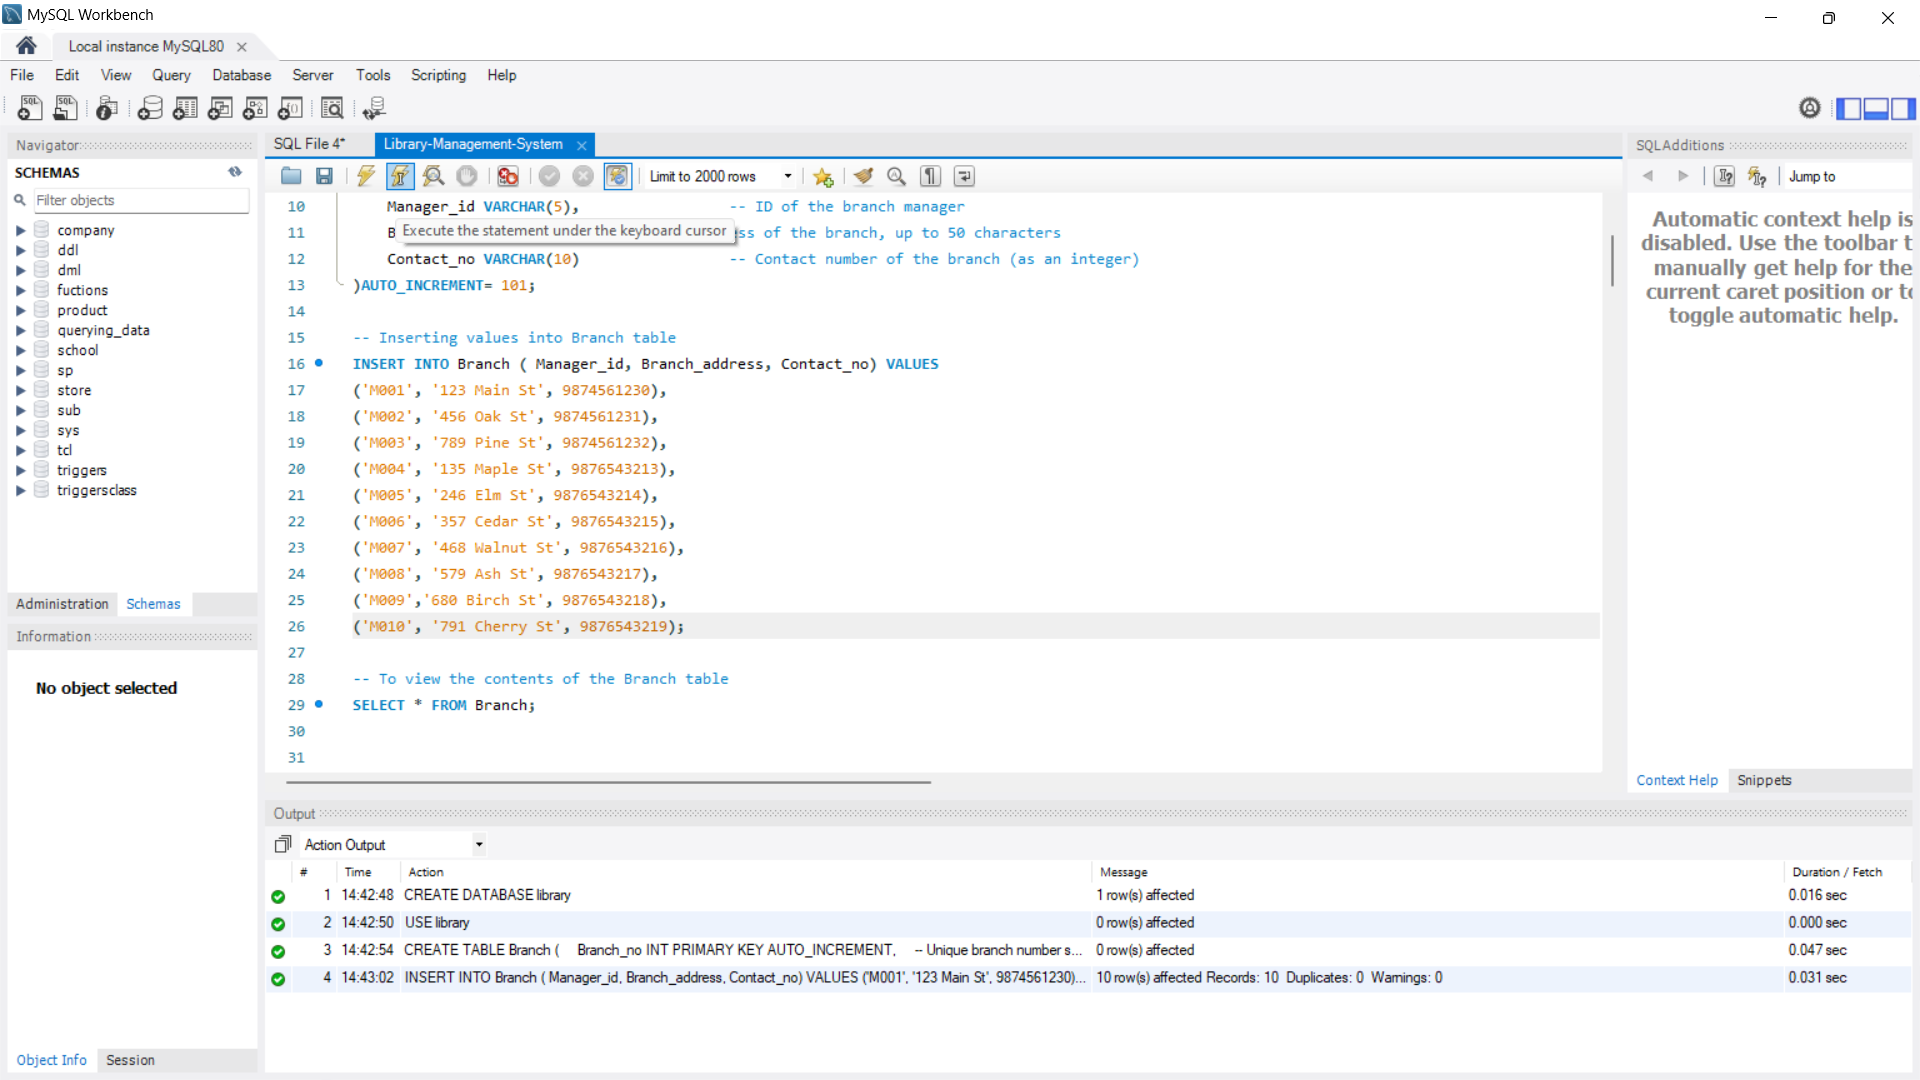 MySQL Workbench
Local instance MySQL80
File Edit View Query Database Server Tools Scripting Help
Navigator
SCHEMAS
Filter objects
company
ddl
dml
fuctions
product
querying_data
school
sp
store
sub
sys
tcl
triggers
triggersclass
Administration Schemas
Information
No object selected
Object Info Session
SQL File 4* Library-Management-System
Limit to 2000 rows
10 Manager_id VARCHAR(5), -- ID of the branch manager
Execute the statement under the keyboard cursor
11 B ss of the branch, up to 50 characters
12 Contact_no VARCHAR(10) -- Contact number of the branch (as an integer)
13 )AUTO_INCREMENT= 101;
14
15 -- Inserting values into Branch table
16 INSERT INTO Branch ( Manager_id, Branch_address, Contact_no) VALUES
17 ('M001', '123 Main St', 9874561230),
18 ('M002', '456 Oak St', 9874561231),
19 ('M003', '789 Pine St', 9874561232),
20 ('M004', '135 Maple St', 9876543213),
21 ('M005', '246 Elm St', 9876543214),
22 ('M006', '357 Cedar St', 9876543215),
23 ('M007', '468 Walnut St', 9876543216),
24 ('M008', '579 Ash St', 9876543217),
25 ('M009','680 Birch St', 9876543218),
26 ('M010', '791 Cherry St', 9876543219);
27
28 -- To view the contents of the Branch table
29 SELECT * FROM Branch;
30
31
SQLAdditions
Jump to
Automatic context help is
disabled. Use the toolbar t
manually get help for the
current caret position or to
toggle automatic help.
Context Help Snippets
Output
Action Output
# Time Action Message Duration / Fetch
1 14:42:48 CREATE DATABASE library 1 row(s) affected 0.016 sec
2 14:42:50 USE library 0 row(s) affected 0.000 sec
3 14:42:54 CREATE TABLE Branch ( Branch_no INT PRIMARY KEY AUTO_INCREMENT, -- Unique branch number s... 0 row(s) affected 0.047 sec
4 14:43:02 INSERT INTO Branch ( Manager_id, Branch_address, Contact_no) VALUES ('M001', '123 Main St', 9874561230)... 10 row(s) affected Records: 10 Duplicates: 0 Warnings: 0 0.031 sec